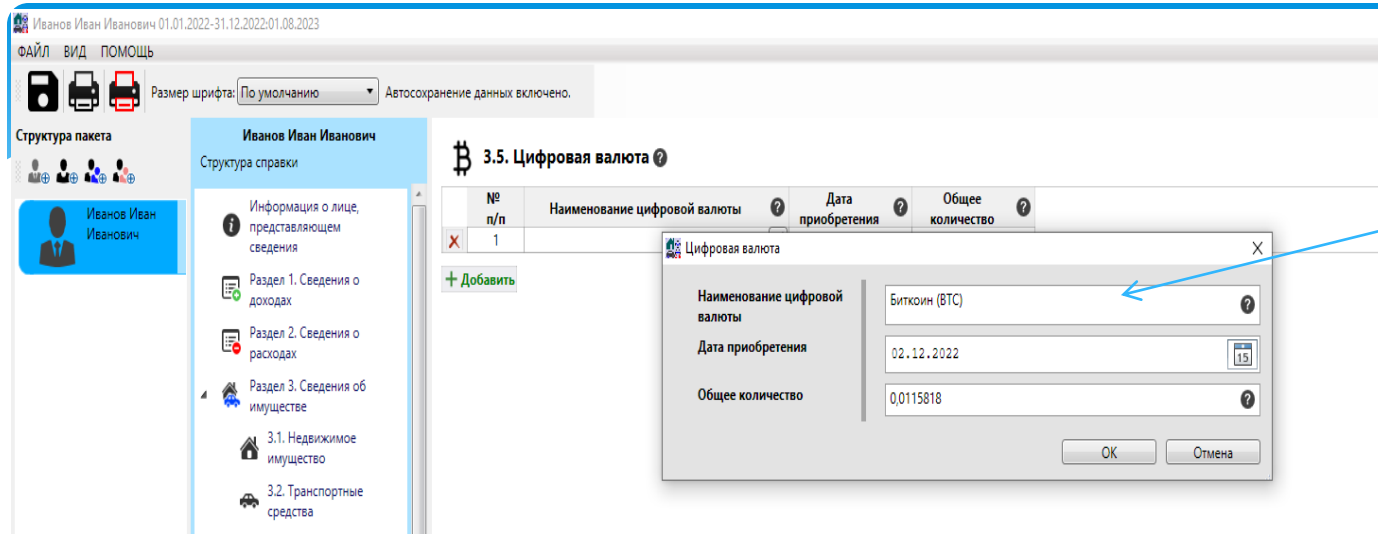 Иванов Иван Иванович 01.01.2022-31.12.2022:01.08.2023
ФАЙЛ ВИД ПОМОЩЬ
Размер шрифта: По умолчанию Автосохранение данных включено.
Структура пакета
Иванов Иван
Иванович
Иванов Иван Иванович
Структура справки
Информация о лице,
представляющем
сведения
Раздел 1. Сведения о
доходах
Раздел 2. Сведения о
расходах
Раздел 3. Сведения об
имуществе
3.1. Недвижимое
имущество
3.2. Транспортные
средства
3.5. Цифровая валюта
№
п/п
Наименование цифровой валюты
Дата
приобретения
Общее
количество
1
+ Добавить
Цифровая валюта
Наименование цифровой
валюты
Биткоин (BTC)
Дата приобретения
02.12.2022
15
Общее количество
0,0115818
OK Отмена